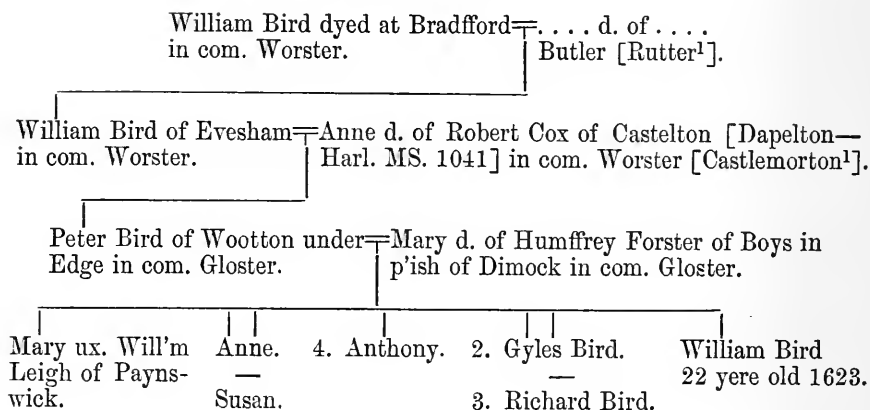 William Bird dyed at Bradfford=.... d. of ....
in com. Worster. Butler [Rutter¹].
William Bird of Evesham=Anne d. of Robert Cox of Castelton [Dapelton—
in com. Worster. Harl. MS. 1041] in com. Worster [Castlemorton¹].
Peter Bird of Wootton under=Mary d. of Humffrey Forster of Boys in
Edge in com. Gloster. p'ish of Dimock in com. Gloster.
Mary ux. Will'm Anne. 4. Anthony. 2. Gyles Bird. William Bird
Leigh of Payns- — — 22 yere old 1623.
wick. Susan. 3. Richard Bird.